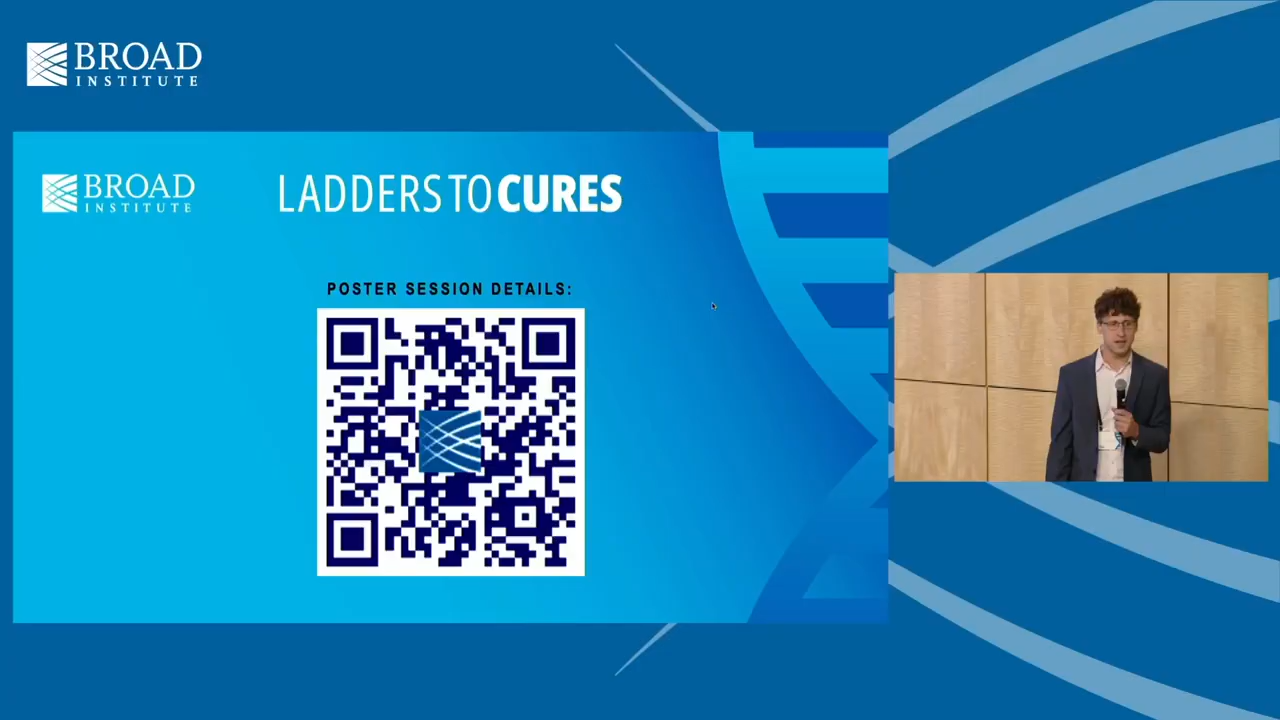 BROAD
INSTITUTE
BROAD
INSTITUTE
LADDERS TO CURES
POSTER SESSION DETAILS: